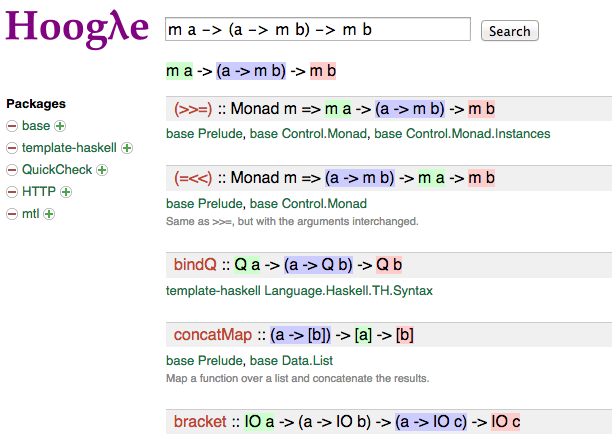 Hoogλe
m a -> (a -> m b) -> m b
Search
m a -> (a -> m b) -> m b
Packages
base
template-haskell
QuickCheck
HTTP
mtl
(>>=) :: Monad m => m a -> (a -> m b) -> m b
base Prelude, base Control.Monad, base Control.Monad.Instances
(=<<) :: Monad m => (a -> m b) -> m a -> m b
base Prelude, base Control.Monad
Same as >>=, but with the arguments interchanged.
bindQ :: Q a -> (a -> Q b) -> Q b
template-haskell Language.Haskell.TH.Syntax
concatMap :: (a -> [b]) -> [a] -> [b]
base Prelude, base Data.List
Map a function over a list and concatenate the results.
bracket :: IO a -> (a -> IO b) -> (a -> IO c) -> IO c